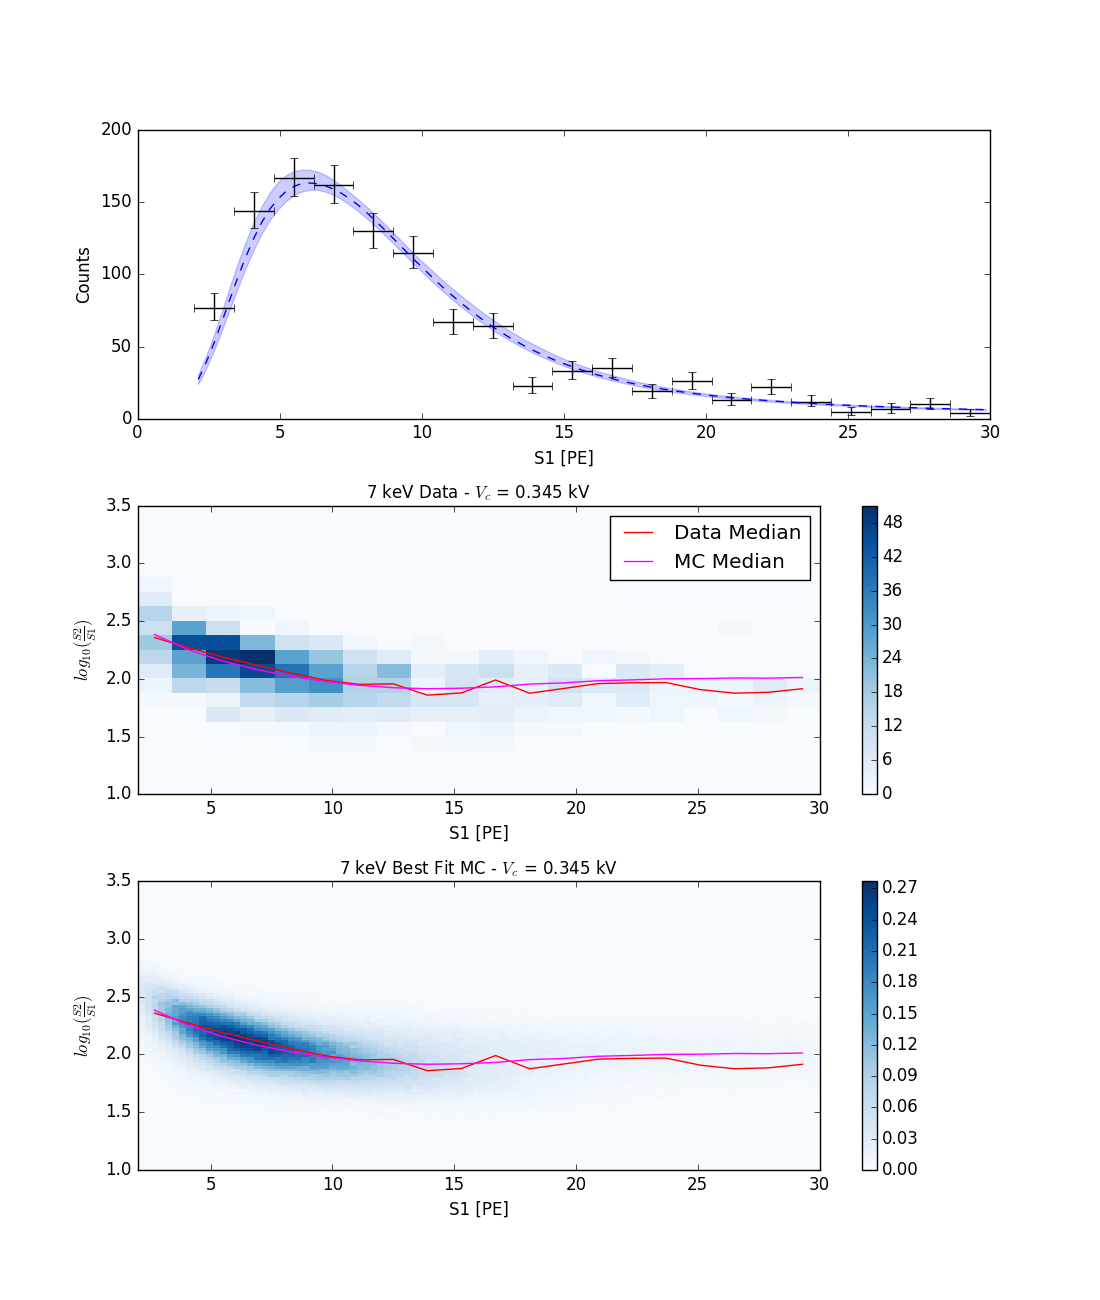 200
150
100
50
0
Counts
0 5 10 15 20 25 30
S1 [PE]
7 keV Data - V_c = 0.345 kV
3.5
3.0
2.5
2.0
1.5
1.0
log_10(S2/S1)
Data Median
MC Median
48
42
36
30
24
18
12
6
0
5 10 15 20 25 30
S1 [PE]
7 keV Best Fit MC - V_c = 0.345 kV
3.5
3.0
2.5
2.0
1.5
1.0
log_10(S2/S1)
0.27
0.24
0.21
0.18
0.15
0.12
0.09
0.06
0.03
0.00
5 10 15 20 25 30
S1 [PE]